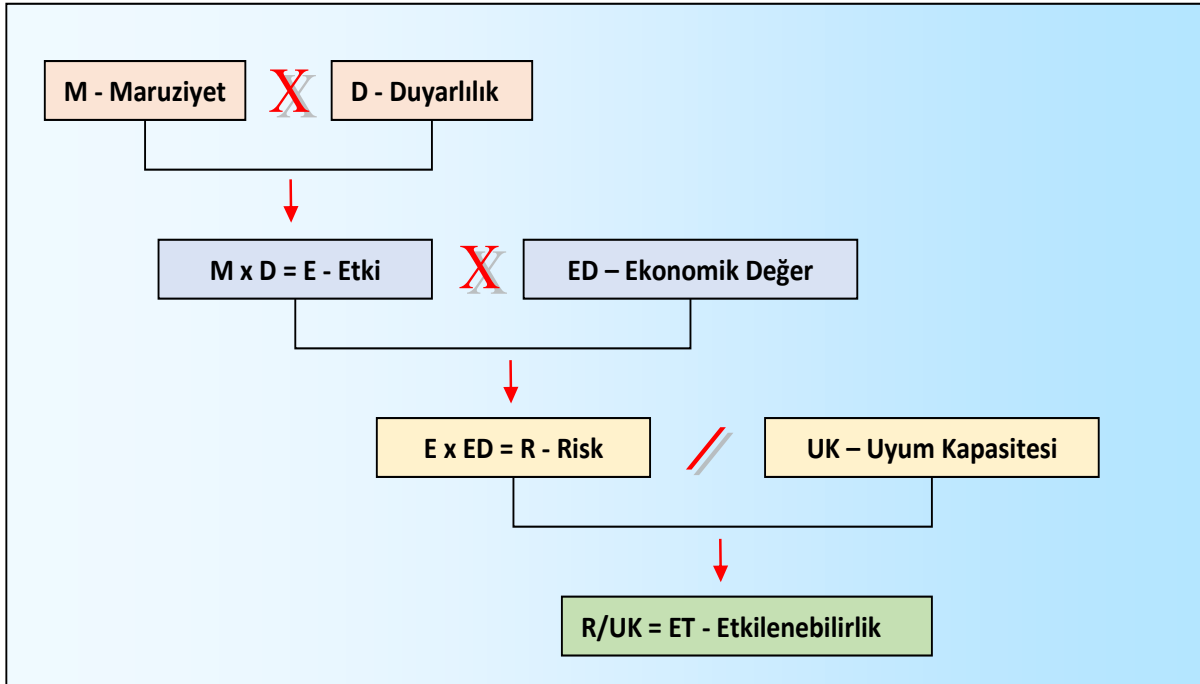 M - Maruziyet X D - Duyarlılık
M x D = E - Etki X ED – Ekonomik Değer
E x ED = R - Risk / UK – Uyum Kapasitesi
R/UK = ET - Etkilenebilirlik